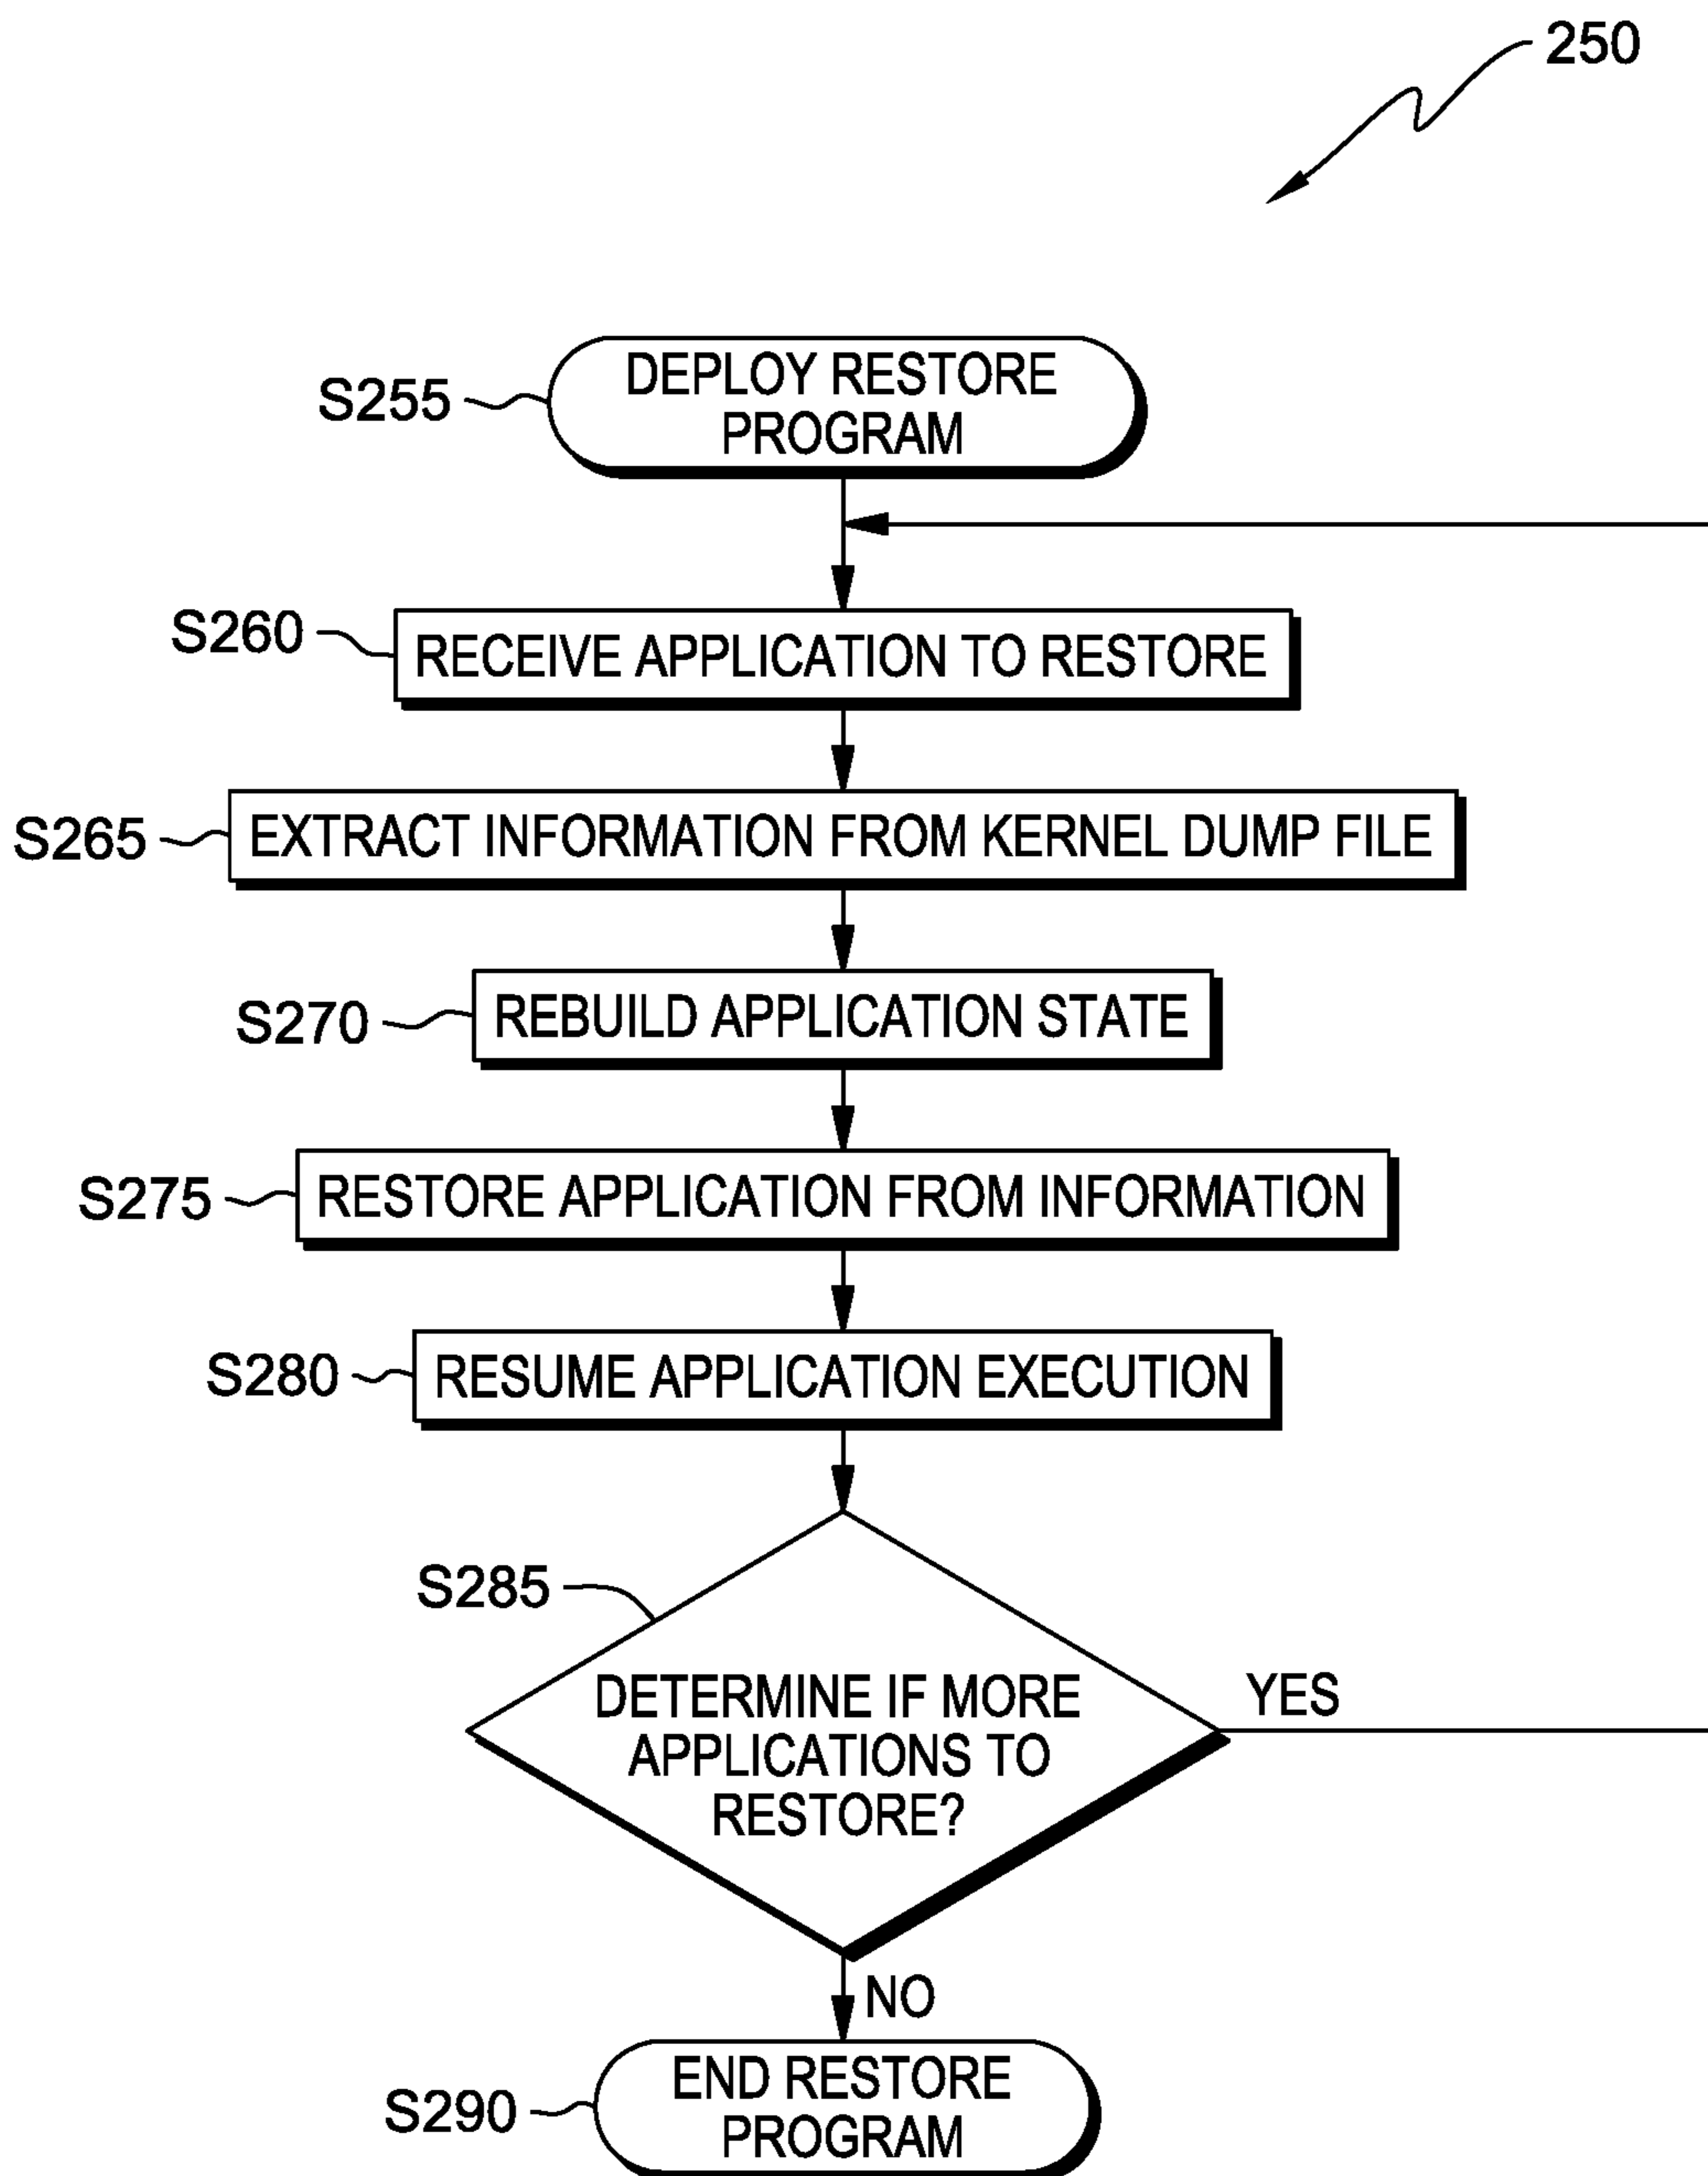 250
S255
DEPLOY RESTORE
PROGRAM
S260
RECEIVE APPLICATION TO RESTORE
S265
EXTRACT INFORMATION FROM KERNEL DUMP FILE
S270
REBUILD APPLICATION STATE
S275
RESTORE APPLICATION FROM INFORMATION
S280
RESUME APPLICATION EXECUTION
S285
DETERMINE IF MORE
APPLICATIONS TO
RESTORE?
YES
NO
S290
END RESTORE
PROGRAM